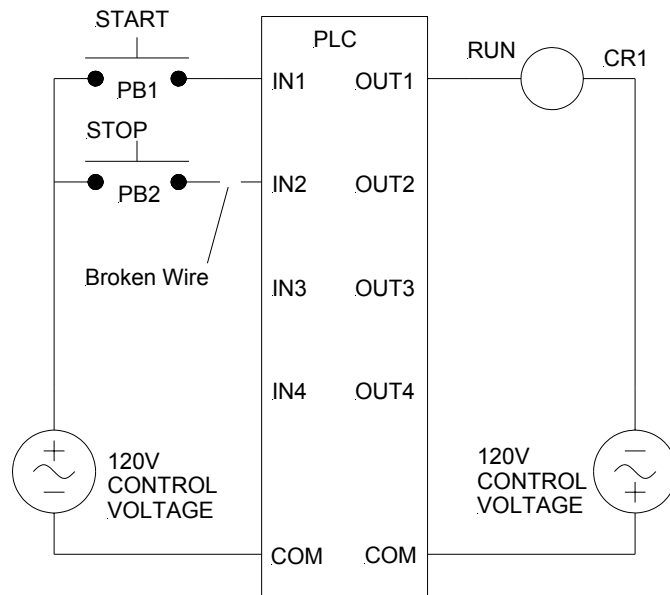 START
PLC
RUN
CR1
PB1
IN1
OUT1
STOP
PB2
IN2
OUT2
Broken Wire
IN3
OUT3
IN4
OUT4
120V
CONTROL
VOLTAGE
120V
CONTROL
VOLTAGE
COM
COM